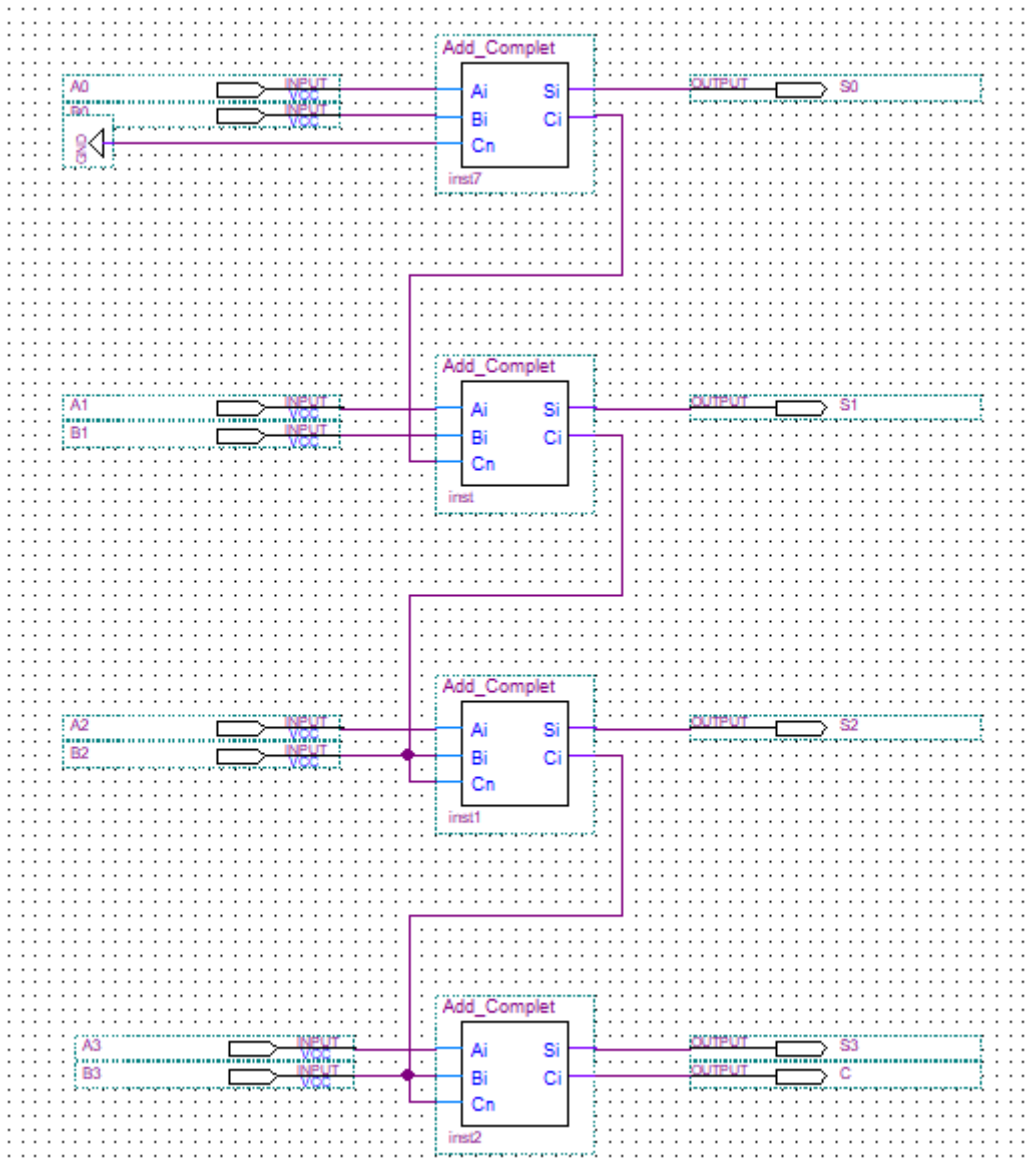 Add_Complet
A0 INPUT VCC Ai Si OUTPUT S0
B0 INPUT VCC Bi Ci
GND Cn
inst7
Add_Complet
A1 INPUT VCC Ai Si OUTPUT S1
B1 INPUT VCC Bi Ci
Cn
inst
Add_Complet
A2 INPUT VCC Ai Si OUTPUT S2
B2 INPUT VCC Bi Ci
Cn
inst1
Add_Complet
A3 INPUT VCC Ai Si OUTPUT S3
B3 INPUT VCC Bi Ci OUTPUT C
Cn
inst2